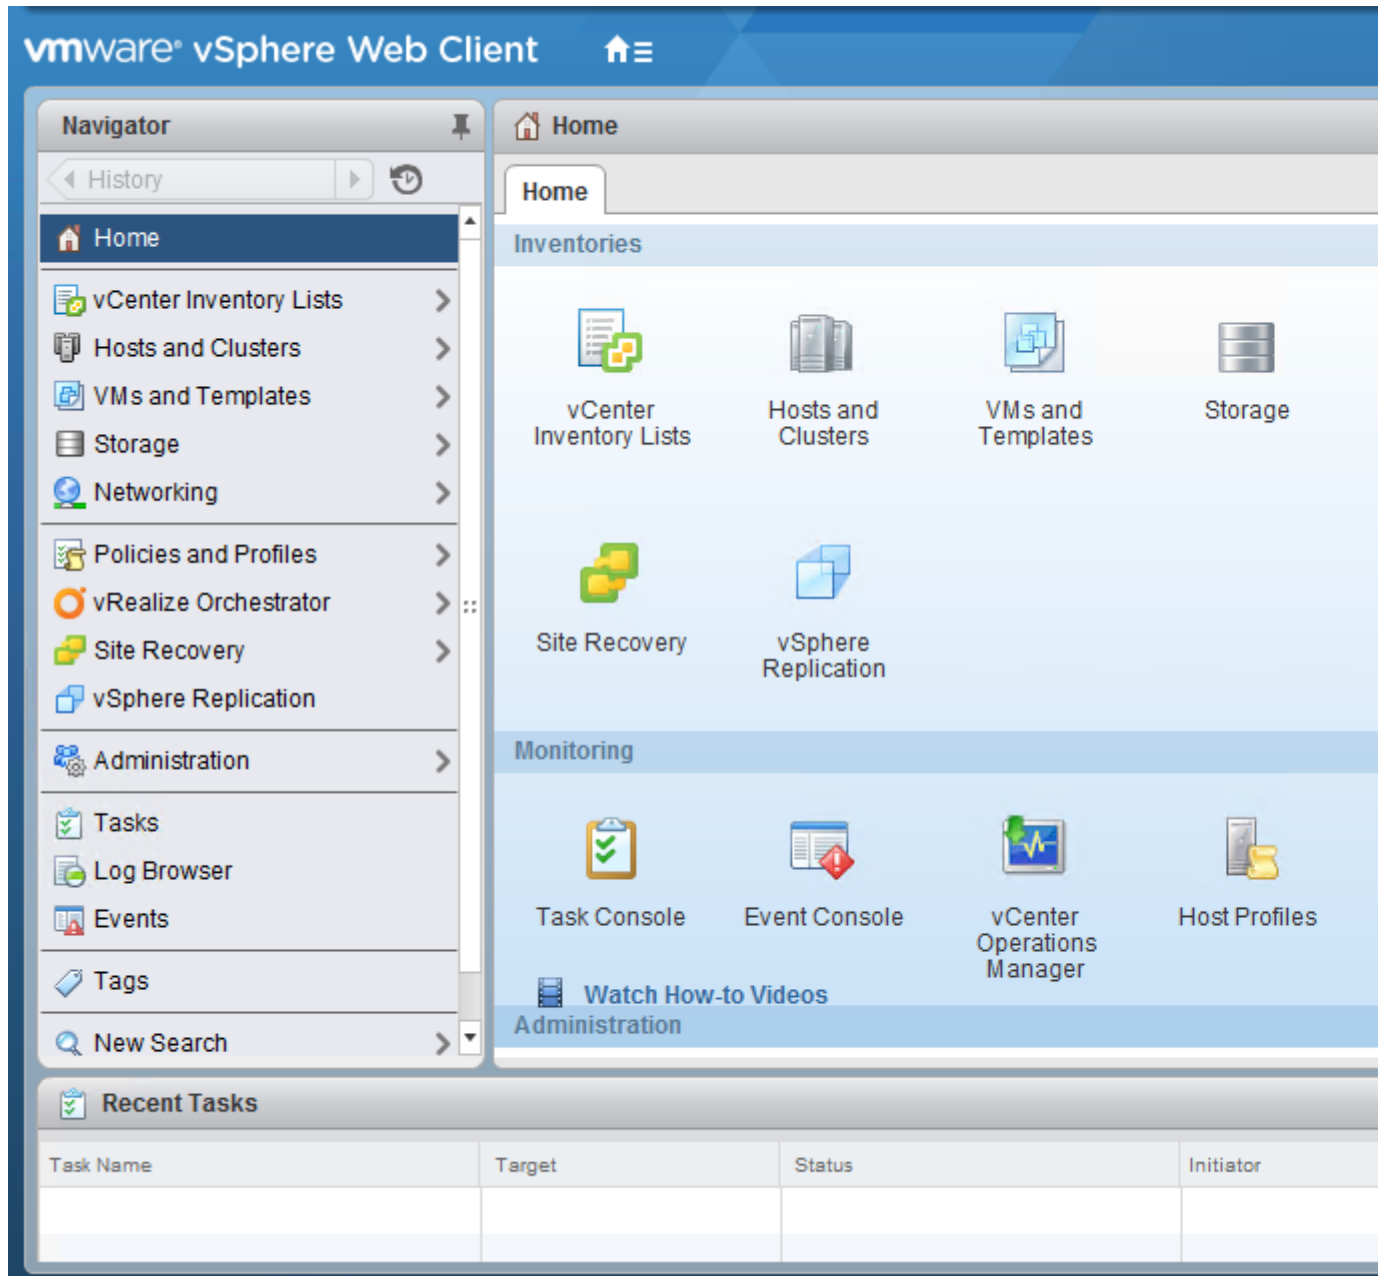 vmware® vSphere Web Client
Navigator
History
Home
vCenter Inventory Lists
Hosts and Clusters
VMs and Templates
Storage
Networking
Policies and Profiles
vRealize Orchestrator
Site Recovery
vSphere Replication
Administration
Tasks
Log Browser
Events
Tags
New Search
Home
Home
Inventories
vCenter
Inventory Lists
Hosts and
Clusters
VMs and
Templates
Storage
Site Recovery
vSphere
Replication
Monitoring
Task Console
Event Console
vCenter
Operations
Manager
Host Profiles
Watch How-to Videos
Administration
Recent Tasks
Task Name
Target
Status
Initiator